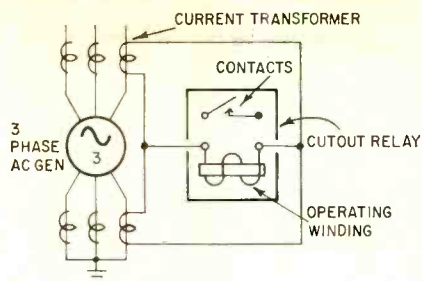 CURRENT TRANSFORMER
CONTACTS
3
PHASE
AC GEN
3
CUTOUT RELAY
OPERATING
WINDING